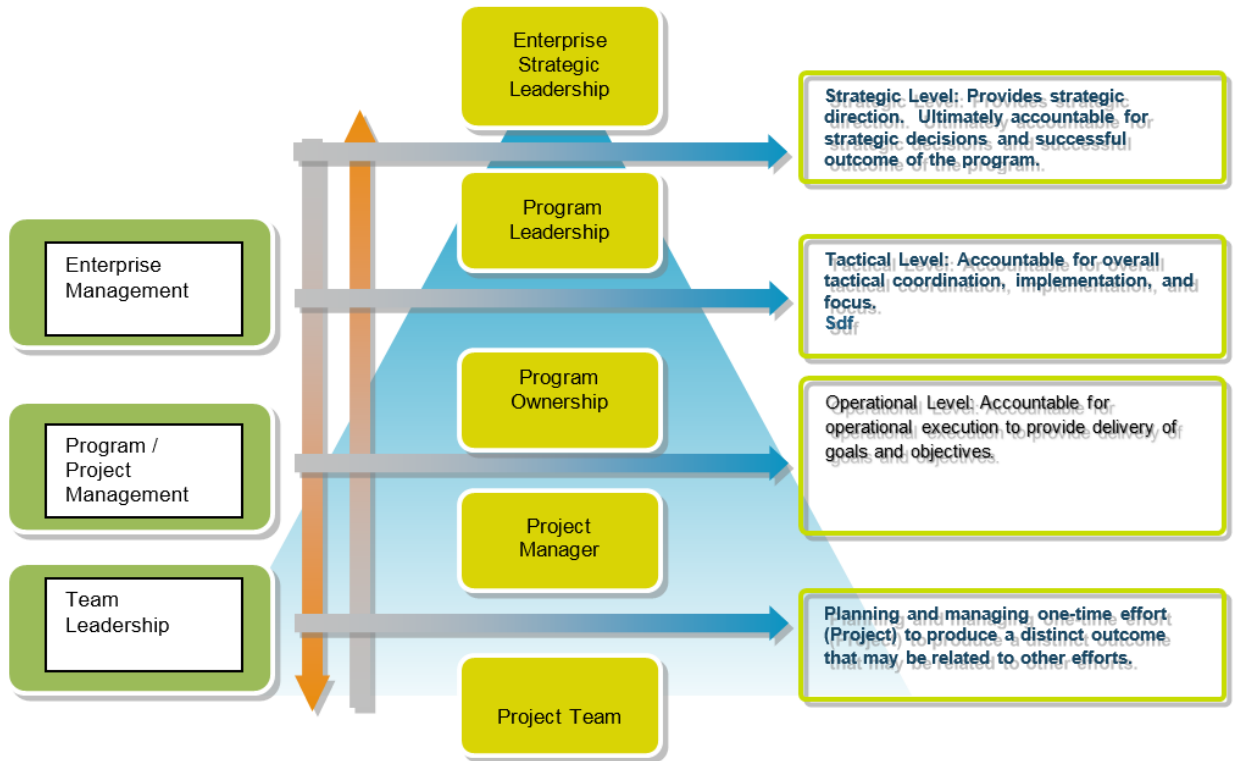 Enterprise
Strategic
Leadership
Strategic Level: Provides strategic
direction. Ultimately accountable for
strategic decisions and successful
outcome of the program.
Program
Leadership
Enterprise
Management
Tactical Level: Accountable for overall
tactical coordination, implementation, and
focus.
Sdf
Program
Ownership
Operational Level: Accountable for
operational execution to provide delivery of
goals and objectives.
Program /
Project
Management
Project
Manager
Team
Leadership
Planning and managing one-time effort
(Project) to produce a distinct outcome
that may be related to other efforts.
Project Team